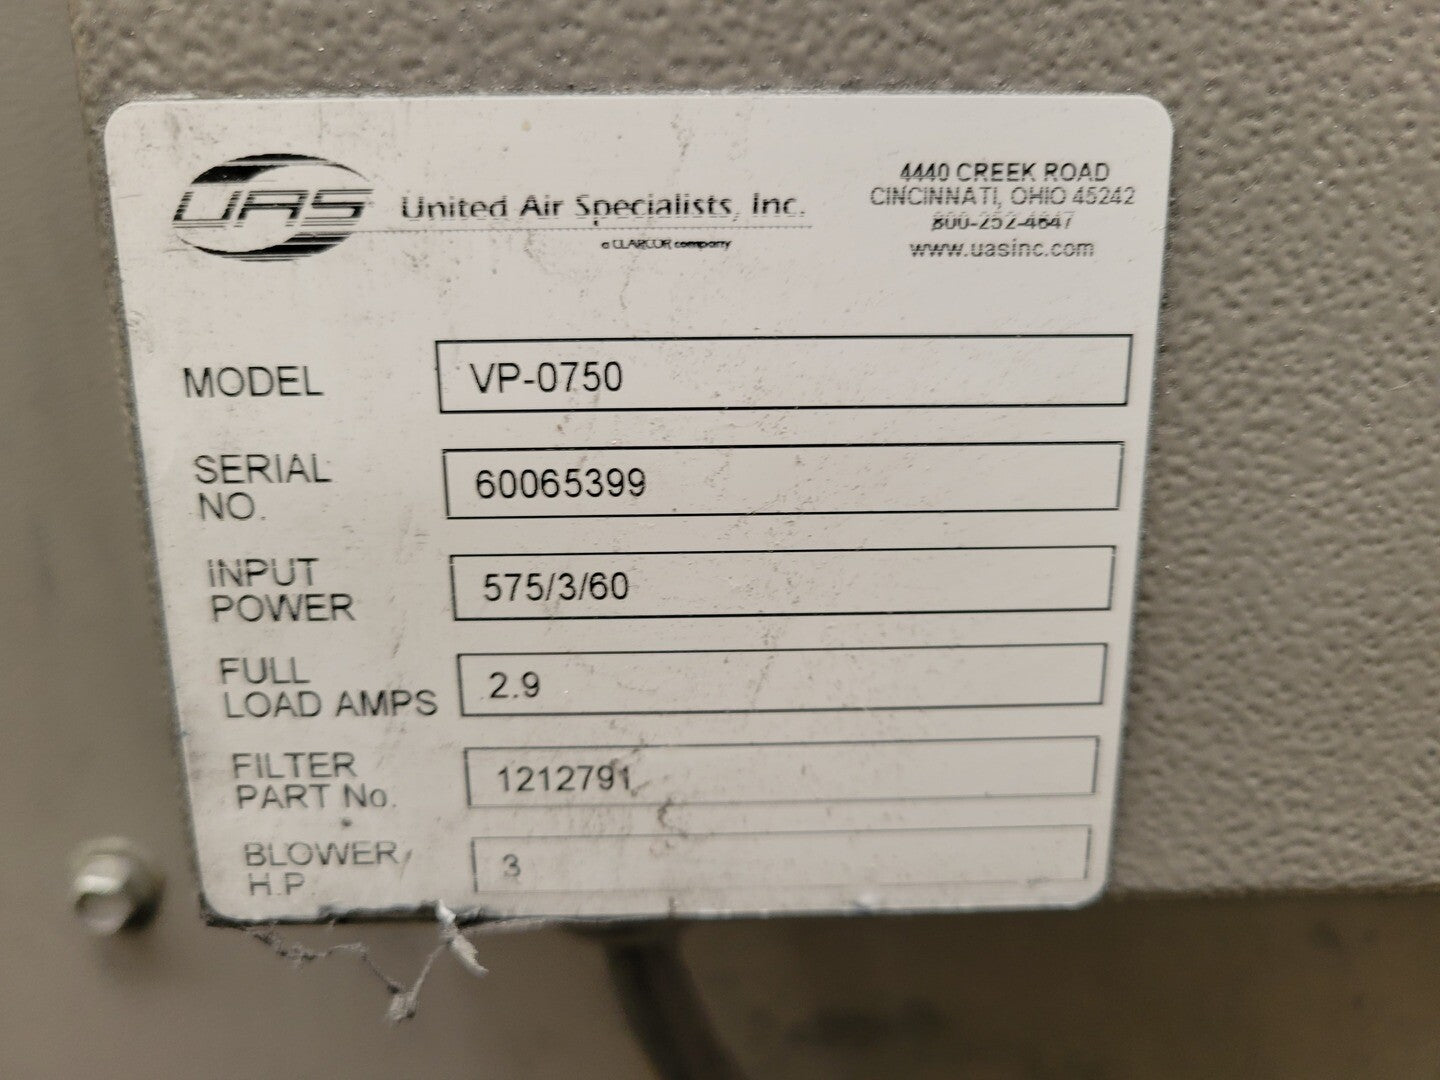 UAS United Air Specialists, Inc.
a CLARCOR company
4440 CREEK ROAD
CINCINNATI, OHIO 45242
800-252-4647
www.uasinc.com
MODEL VP-0750
SERIAL
NO. 60065399
INPUT
POWER 575/3/60
FULL
LOAD AMPS 2.9
FILTER
PART No. 1212791
BLOWER
H.P. 3